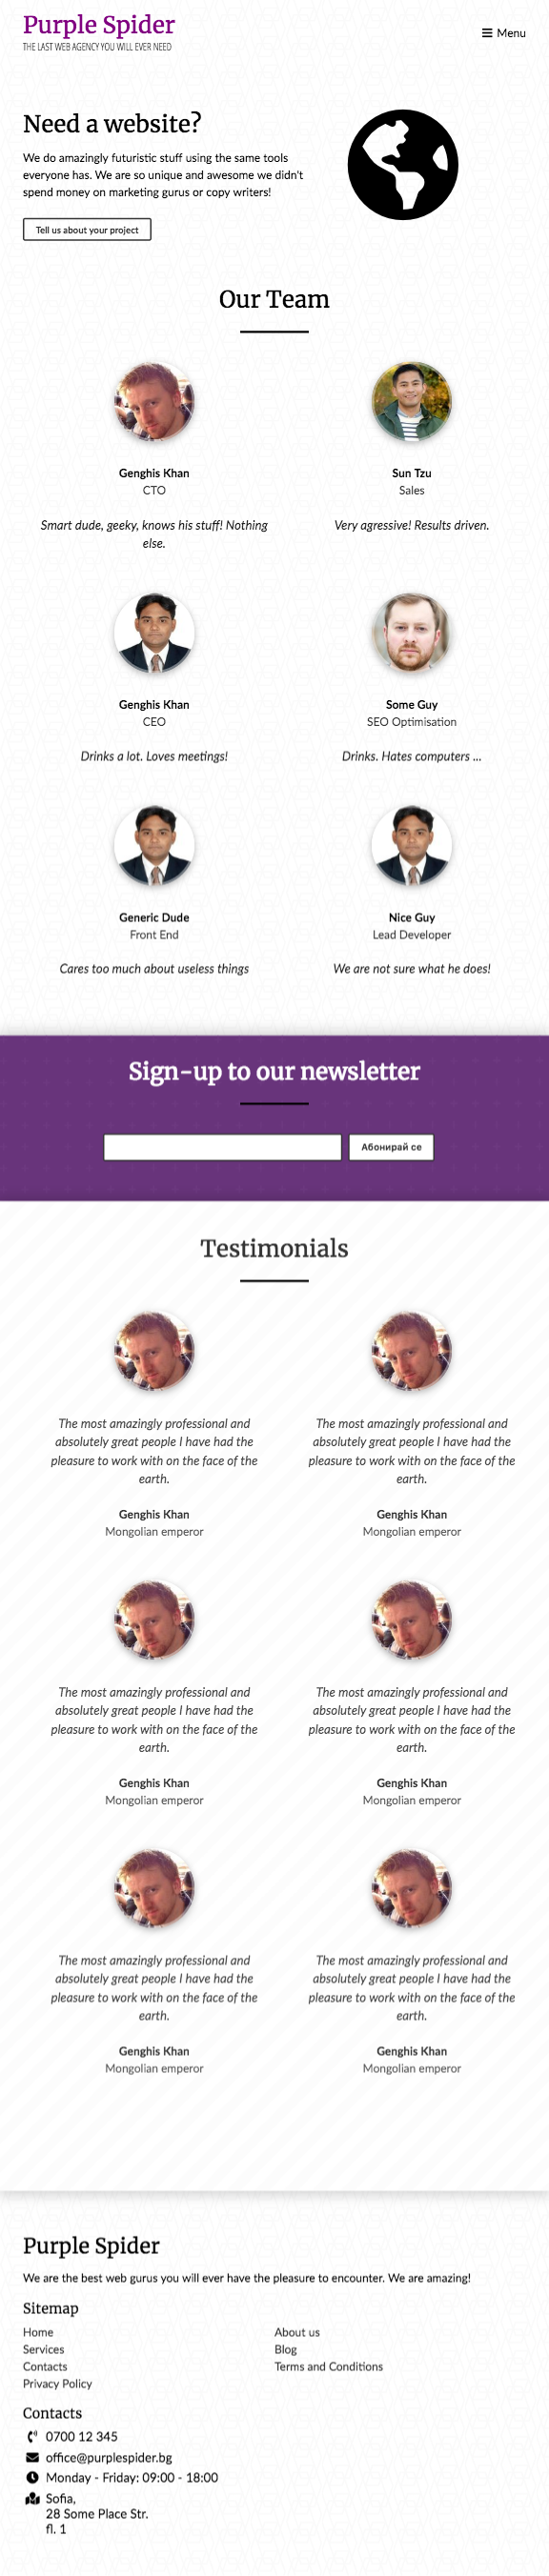 Purple Spider
THE LAST WEB AGENCY YOU WILL EVER NEED
Menu
Need a website?
We do amazingly futuristic stuff using the same tools
everyone has. We are so unique and awesome we didn't
spend money on marketing gurus or copy writers!
Tell us about your project
Our Team
Genghis Khan
CTO
Smart dude, geeky, knows his stuff! Nothing
else.
Sun Tzu
Sales
Very agressive! Results driven.
Genghis Khan
CEO
Drinks a lot. Loves meetings!
Some Guy
SEO Optimisation
Drinks. Hates computers ...
Generic Dude
Front End
Cares too much about useless things
Nice Guy
Lead Developer
We are not sure what he does!
Sign-up to our newsletter
Абонирай се
Testimonials
The most amazingly professional and
absolutely great people I have had the
pleasure to work with on the face of the
earth.
Genghis Khan
Mongolian emperor
The most amazingly professional and
absolutely great people I have had the
pleasure to work with on the face of the
earth.
Genghis Khan
Mongolian emperor
The most amazingly professional and
absolutely great people I have had the
pleasure to work with on the face of the
earth.
Genghis Khan
Mongolian emperor
The most amazingly professional and
absolutely great people I have had the
pleasure to work with on the face of the
earth.
Genghis Khan
Mongolian emperor
The most amazingly professional and
absolutely great people I have had the
pleasure to work with on the face of the
earth.
Genghis Khan
Mongolian emperor
The most amazingly professional and
absolutely great people I have had the
pleasure to work with on the face of the
earth.
Genghis Khan
Mongolian emperor
Purple Spider
We are the best web gurus you will ever have the pleasure to encounter. We are amazing!
Sitemap
Home
Services
Contacts
Privacy Policy
About us
Blog
Terms and Conditions
Contacts
0700 12 345
office@purplespider.bg
Monday - Friday: 09:00 - 18:00
Sofia,
28 Some Place Str.
fl. 1